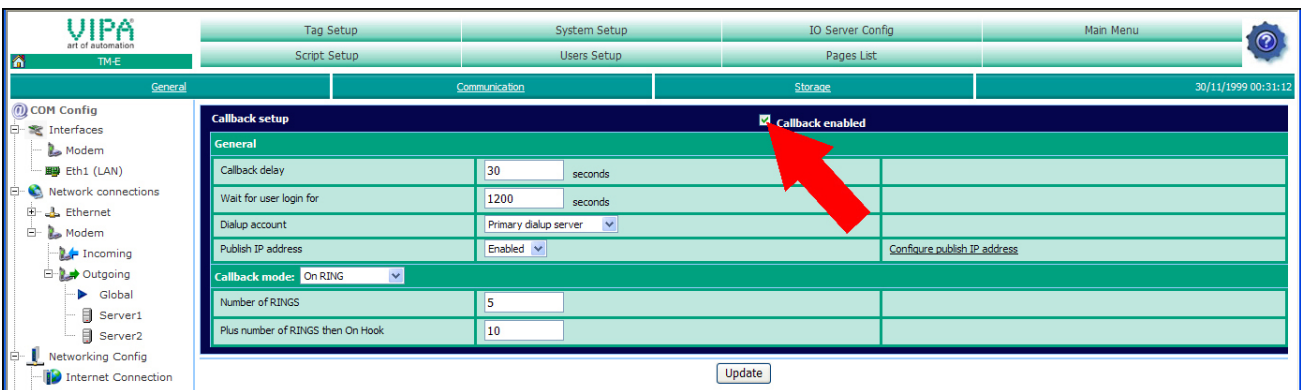 VIPA
art of automation
TM-E
Tag Setup System Setup IO Server Config Main Menu
Script Setup Users Setup Pages List
General Communication Storage 30/11/1999 00:31:12
COM Config
Interfaces
Modem
Eth1 (LAN)
Network connections
Ethernet
Modem
Incoming
Outgoing
Global
Server1
Server2
Networking Config
Internet Connection
Callback setup Callback enabled
General
Callback delay 30 seconds
Wait for user login for 1200 seconds
Dialup account Primary dialup server
Publish IP address Enabled Configure publish IP address
Callback mode: On RING
Number of RINGS 5
Plus number of RINGS then On Hook 10
Update